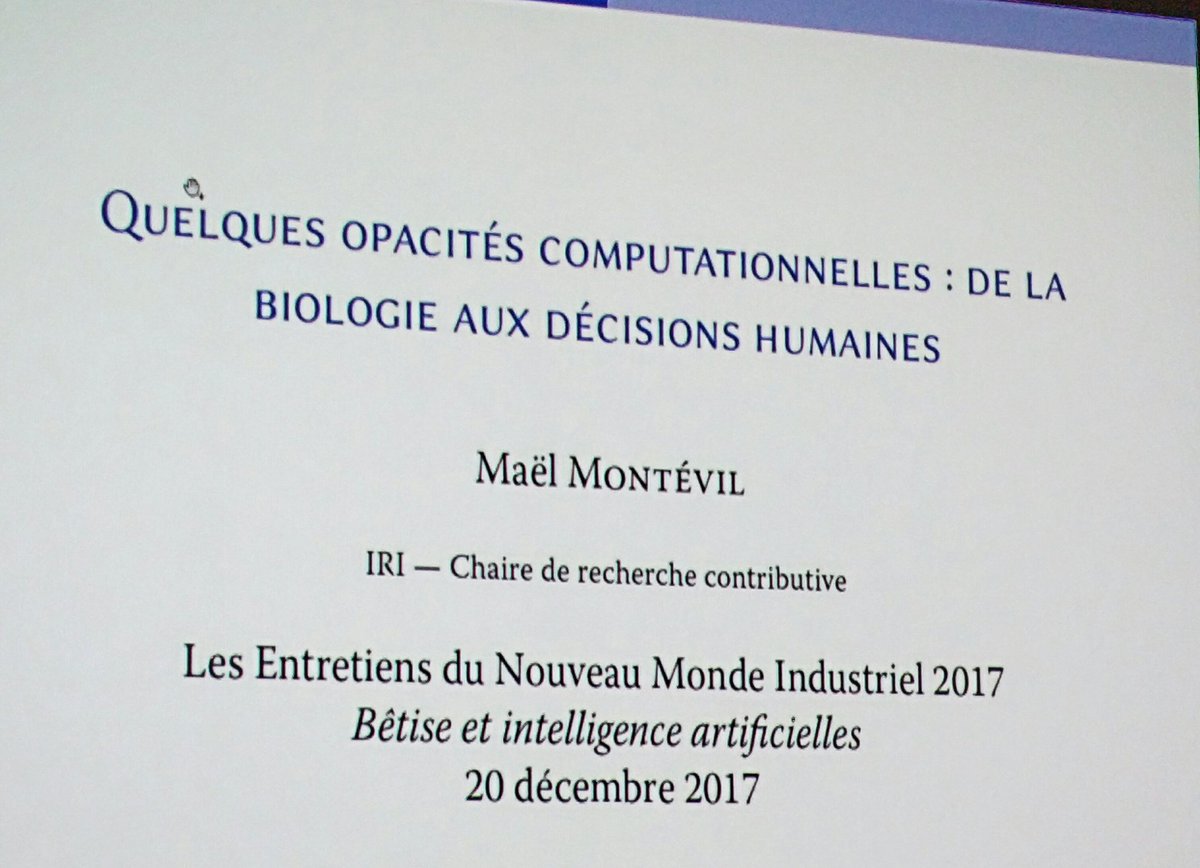 Quelques opacités computationnelles : de la
biologie aux décisions humaines
Maël Montévil
IRI — Chaire de recherche contributive
Les Entretiens du Nouveau Monde Industriel 2017
Bêtise et intelligence artificielles
20 décembre 2017